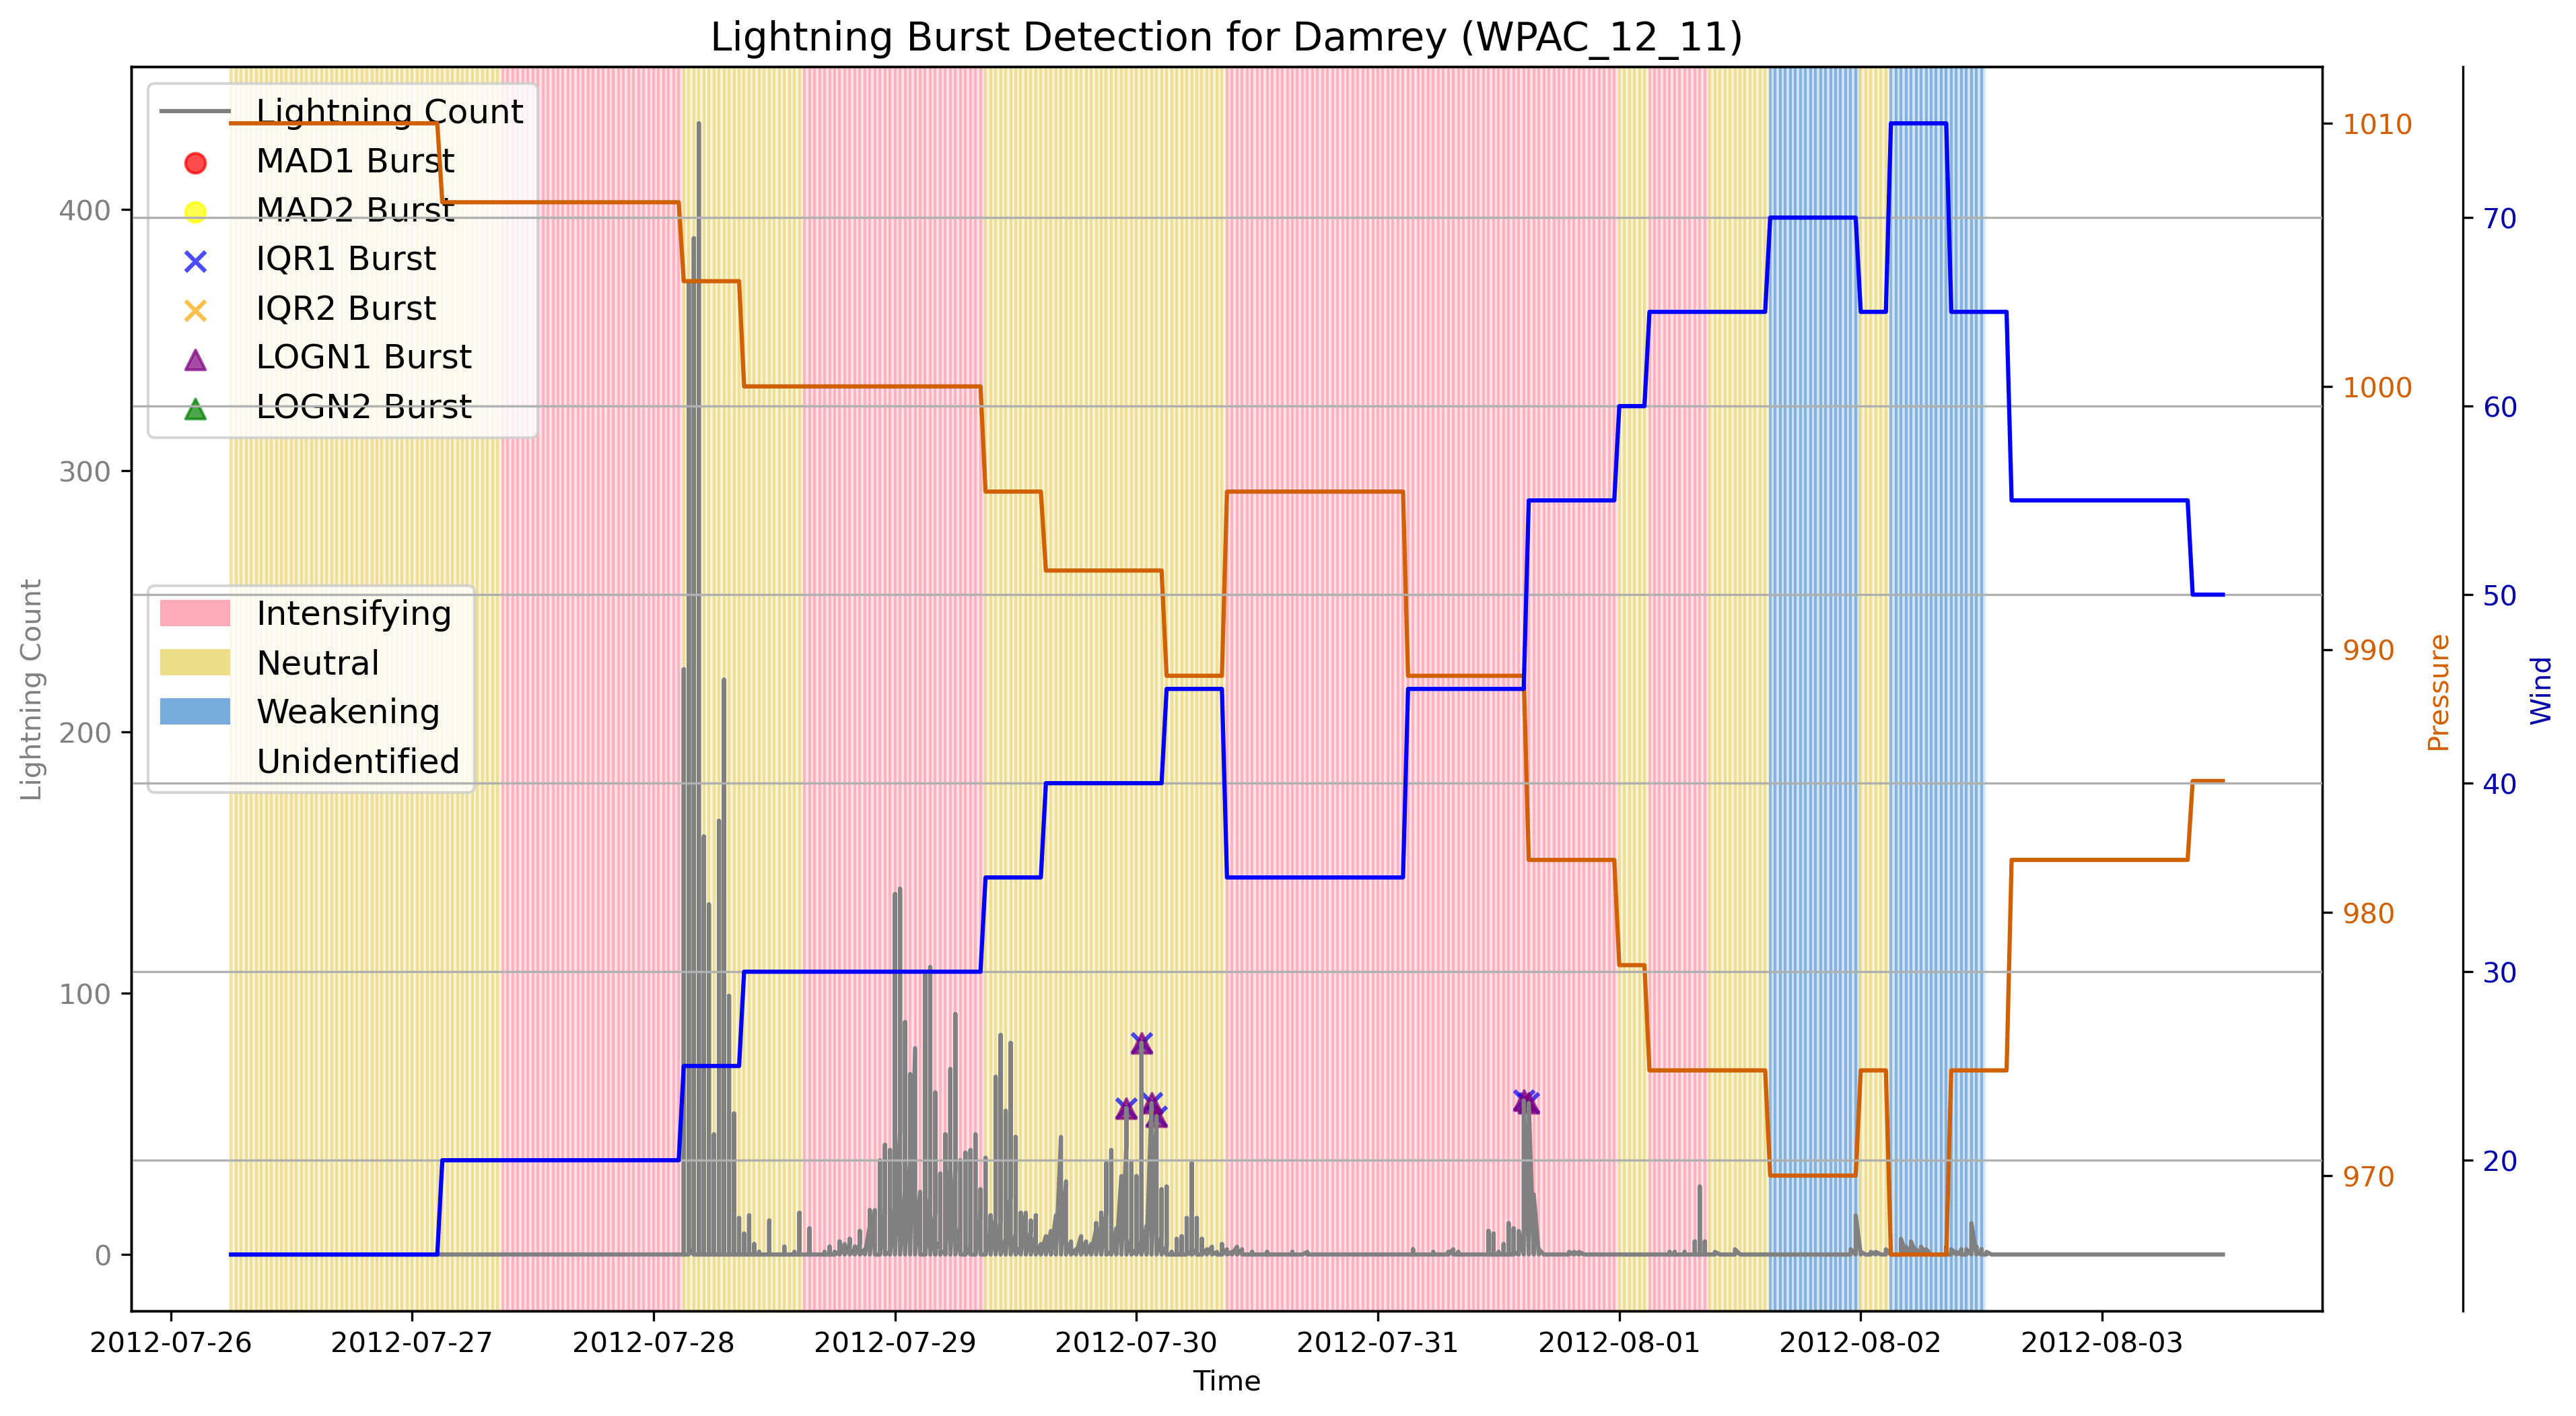 Lightning Burst Detection for Damrey (WPAC_12_11)
Lightning Count
MAD1 Burst
MAD2 Burst
IQR1 Burst
IQR2 Burst
LOGN1 Burst
LOGN2 Burst
Intensifying
Neutral
Weakening
Unidentified
Lightning Count
400
300
200
100
0
1010
1000
990
980
970
Pressure
70
60
50
40
30
20
Wind
2012-07-26
2012-07-27
2012-07-28
2012-07-29
2012-07-30
2012-07-31
2012-08-01
2012-08-02
2012-08-03
Time